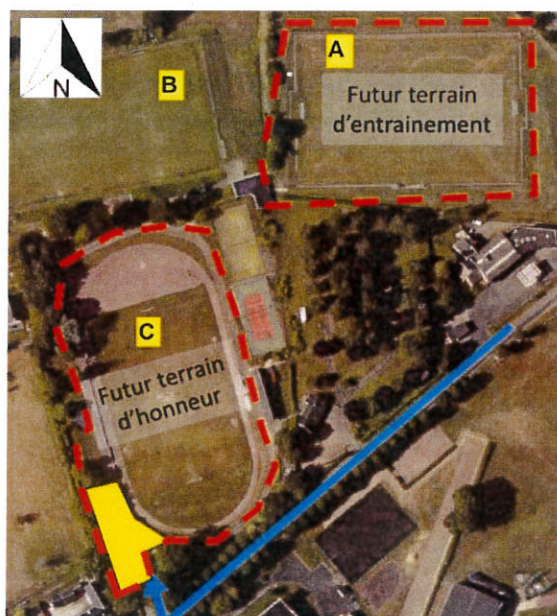 N
B
A
Futur terrain
d'entrainement
C
Futur terrain
d'honneur